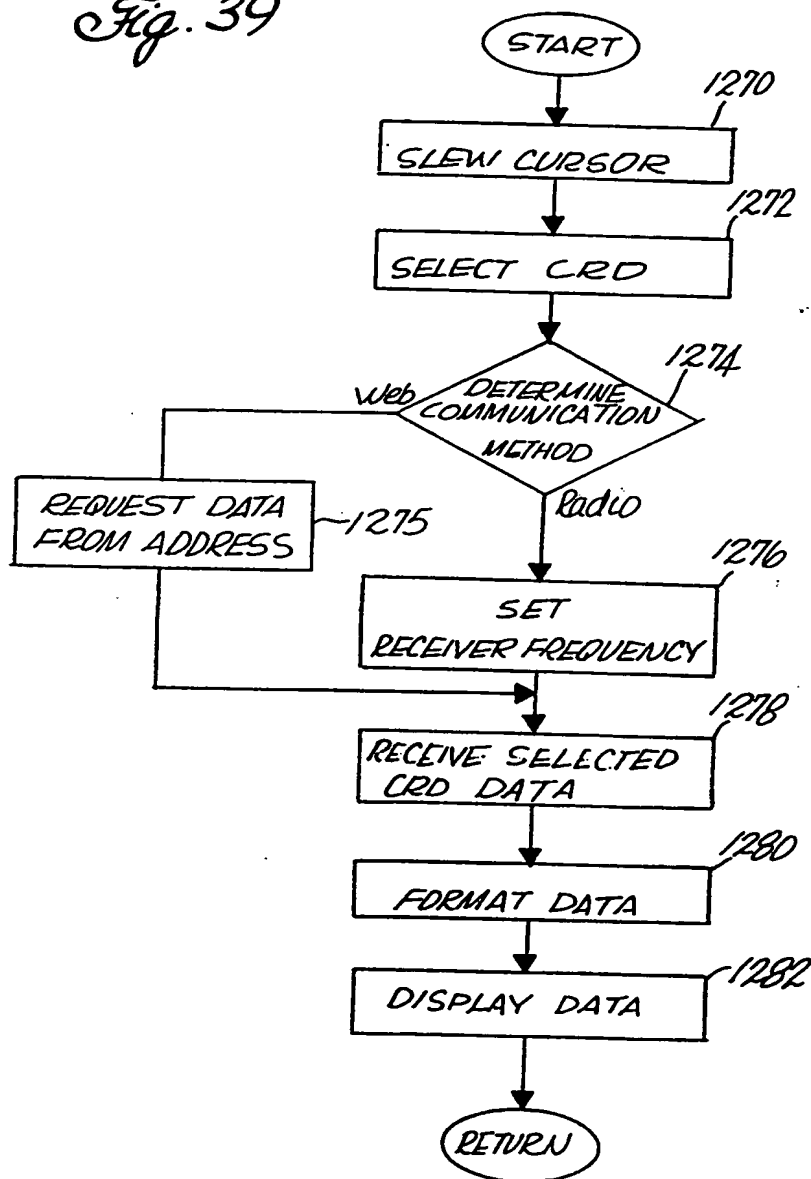 Fig. 39
START
1270
SLEW CURSOR
1272
SELECT CRD
1274
Web
DETERMINE
COMMUNICATION
METHOD
Radio
REQUEST DATA
FROM ADDRESS
1275
1276
SET
RECEIVER FREQUENCY
1278
RECEIVE SELECTED
CRD DATA
1280
FORMAT DATA
1282
DISPLAY DATA
RETURN